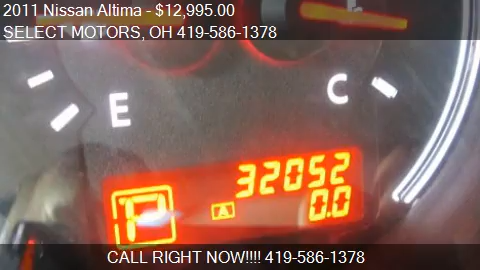 2011 Nissan Altima - $12,995.00
SELECT MOTORS, OH 419-586-1378
E C
32052
P A 0.0
CALL RIGHT NOW!!!! 419-586-1378